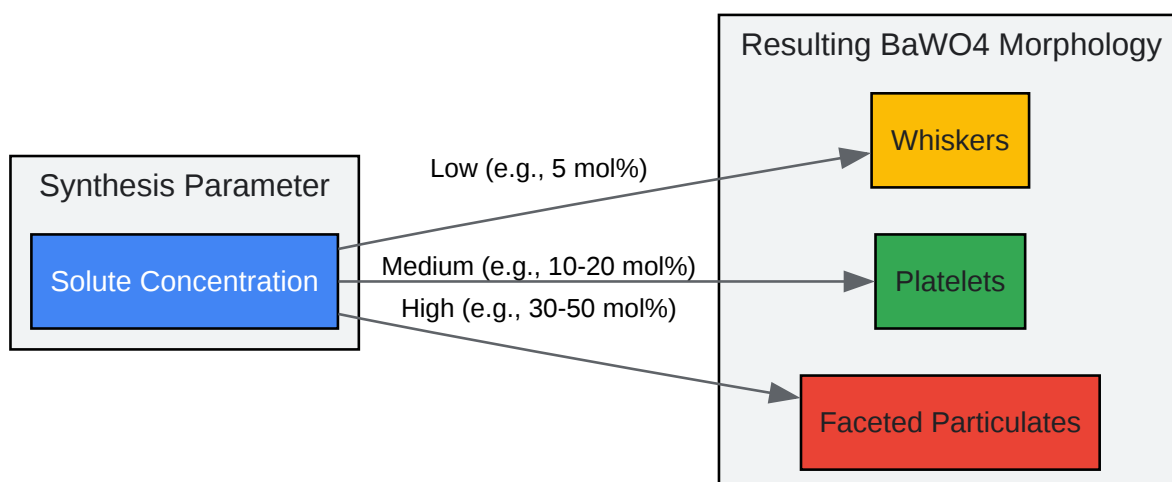 Resulting BaWO4 Morphology
Whiskers
Low (e.g., 5 mol%)
Synthesis Parameter
Solute Concentration
Medium (e.g., 10-20 mol%)
Platelets
High (e.g., 30-50 mol%)
Faceted Particulates